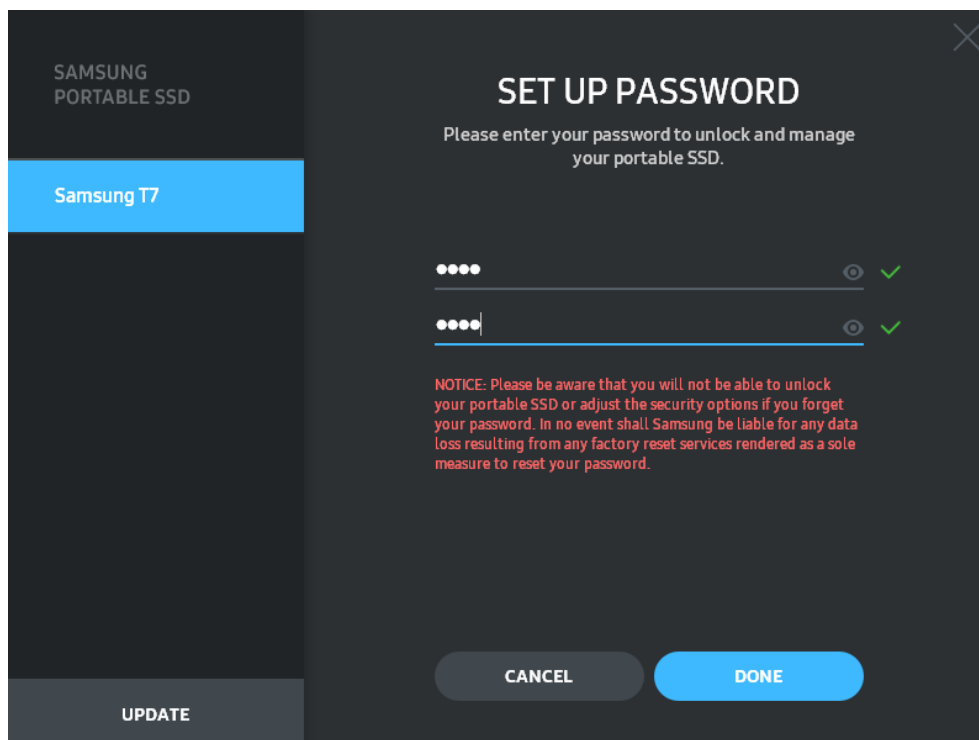 SAMSUNG
PORTABLE SSD
Samsung T7
UPDATE
SET UP PASSWORD
Please enter your password to unlock and manage
your portable SSD.
••••
••••
NOTICE: Please be aware that you will not be able to unlock
your portable SSD or adjust the security options if you forget
your password. In no event shall Samsung be liable for any data
loss resulting from any factory reset services rendered as a sole
measure to reset your password.
CANCEL
DONE